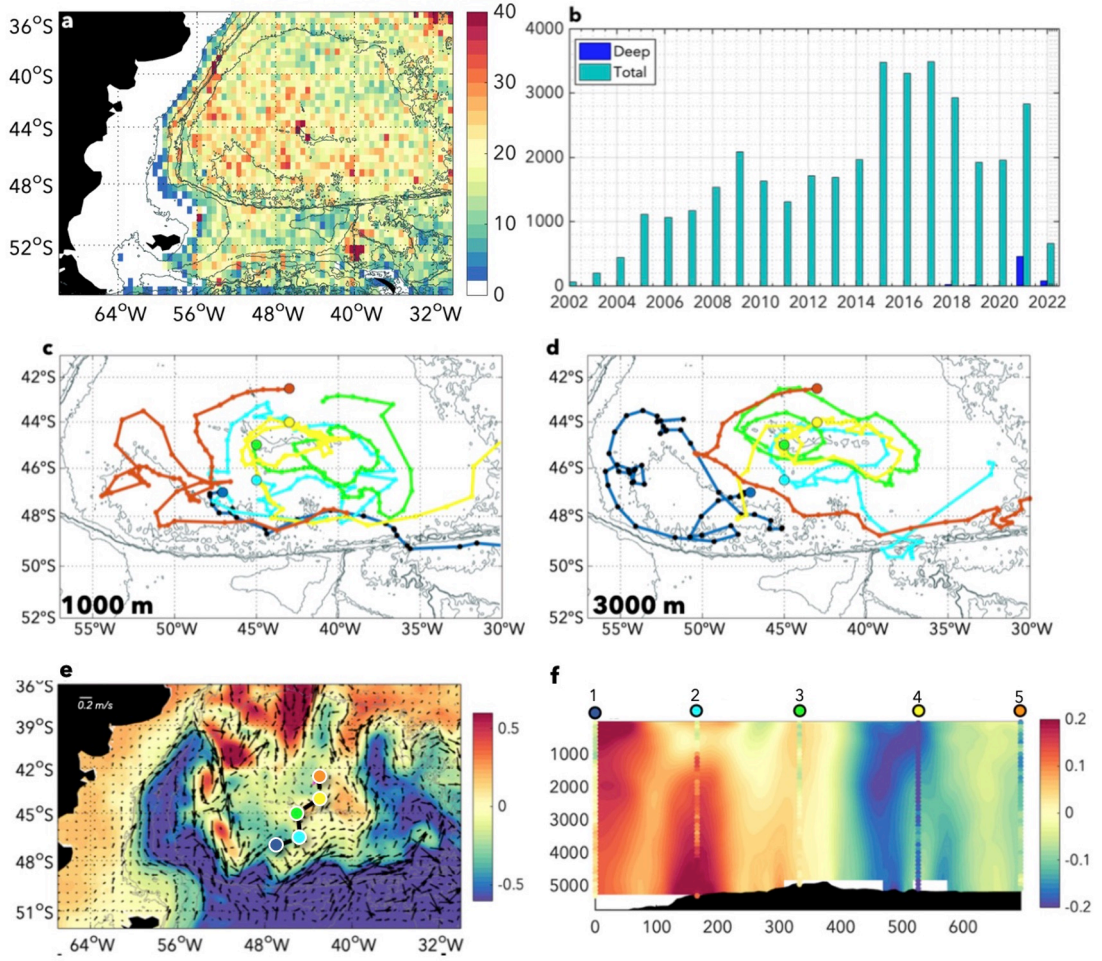 a
36°S
40°S
44°S
48°S
52°S
64°W 56°W 48°W 40°W 32°W
40
30
20
10
0
b
4000
3000
2000
1000
0
Deep
Total
2002 2004 2006 2008 2010 2012 2014 2016 2018 2020 2022
c
42°S
44°S
46°S
48°S
50°S
52°S
1000 m
55°W 50°W 45°W 40°W 35°W 30°W
d
42°S
44°S
46°S
48°S
50°S
52°S
3000 m
55°W 50°W 45°W 40°W 35°W 30°W
e
36°S
39°S
42°S
45°S
48°S
51°S
0.2 m/s
64°W 56°W 48°W 40°W 32°W
0.5
0
-0.5
f
1 2 3 4 5
1000
2000
3000
4000
5000
0 100 200 300 400 500 600
0.2
0.1
0
-0.1
-0.2